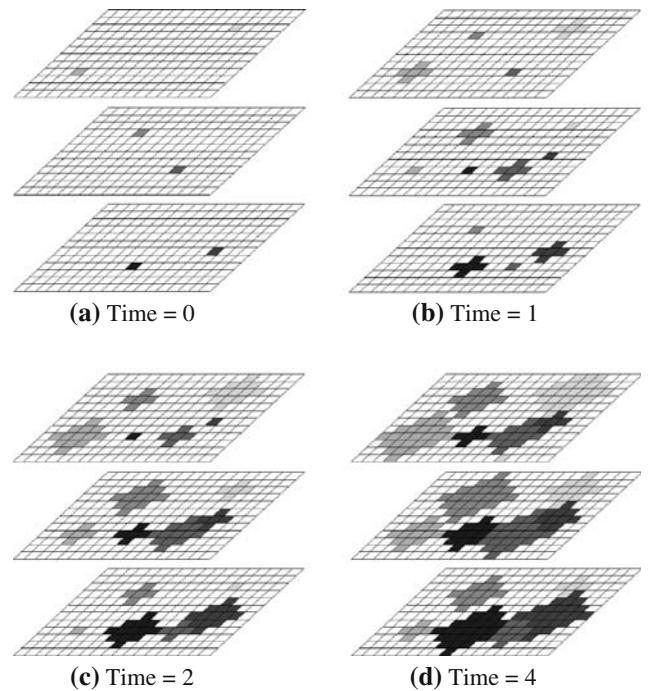 (a) Time = 0
(b) Time = 1
(c) Time = 2
(d) Time = 4